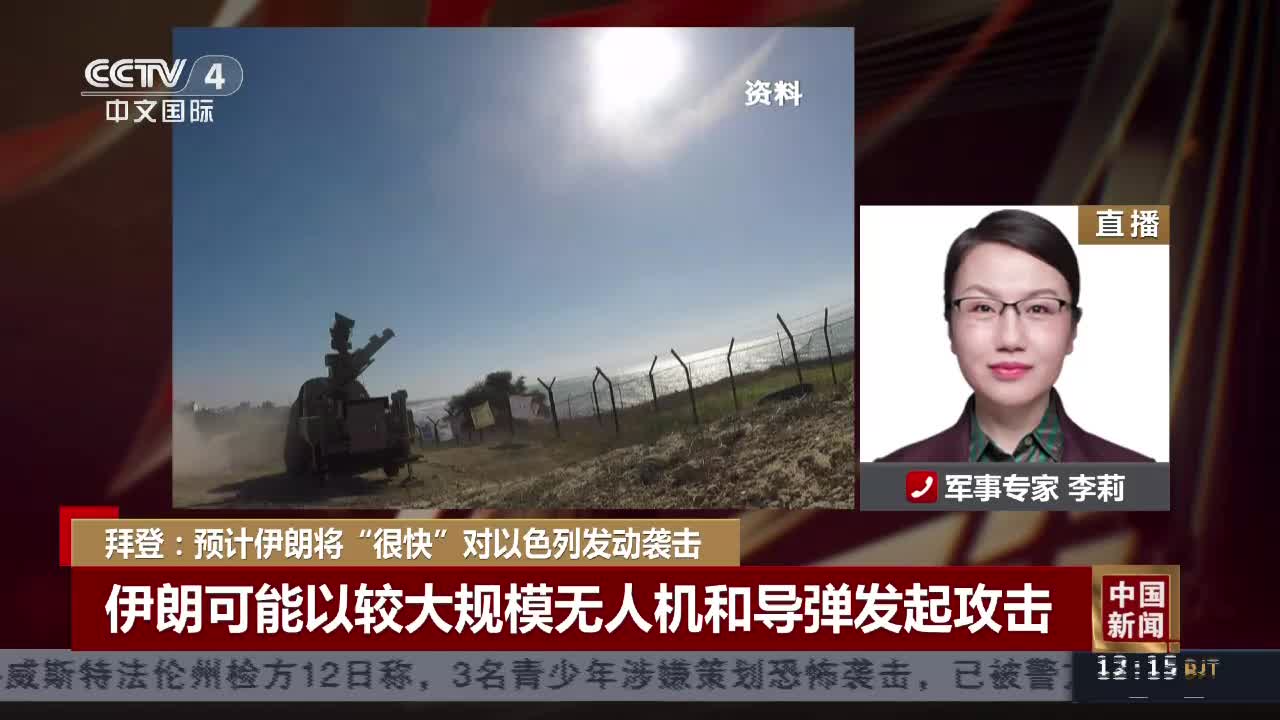 CCTV 4
中文国际
资料
直播
军事专家 李莉
拜登：预计伊朗将“很快”对以色列发动袭击
伊朗可能以较大规模无人机和导弹发起攻击
中国
新闻
威斯特法伦州检方12日称，3名青少年涉嫌策划恐怖袭击，已被警
12:15 BJT